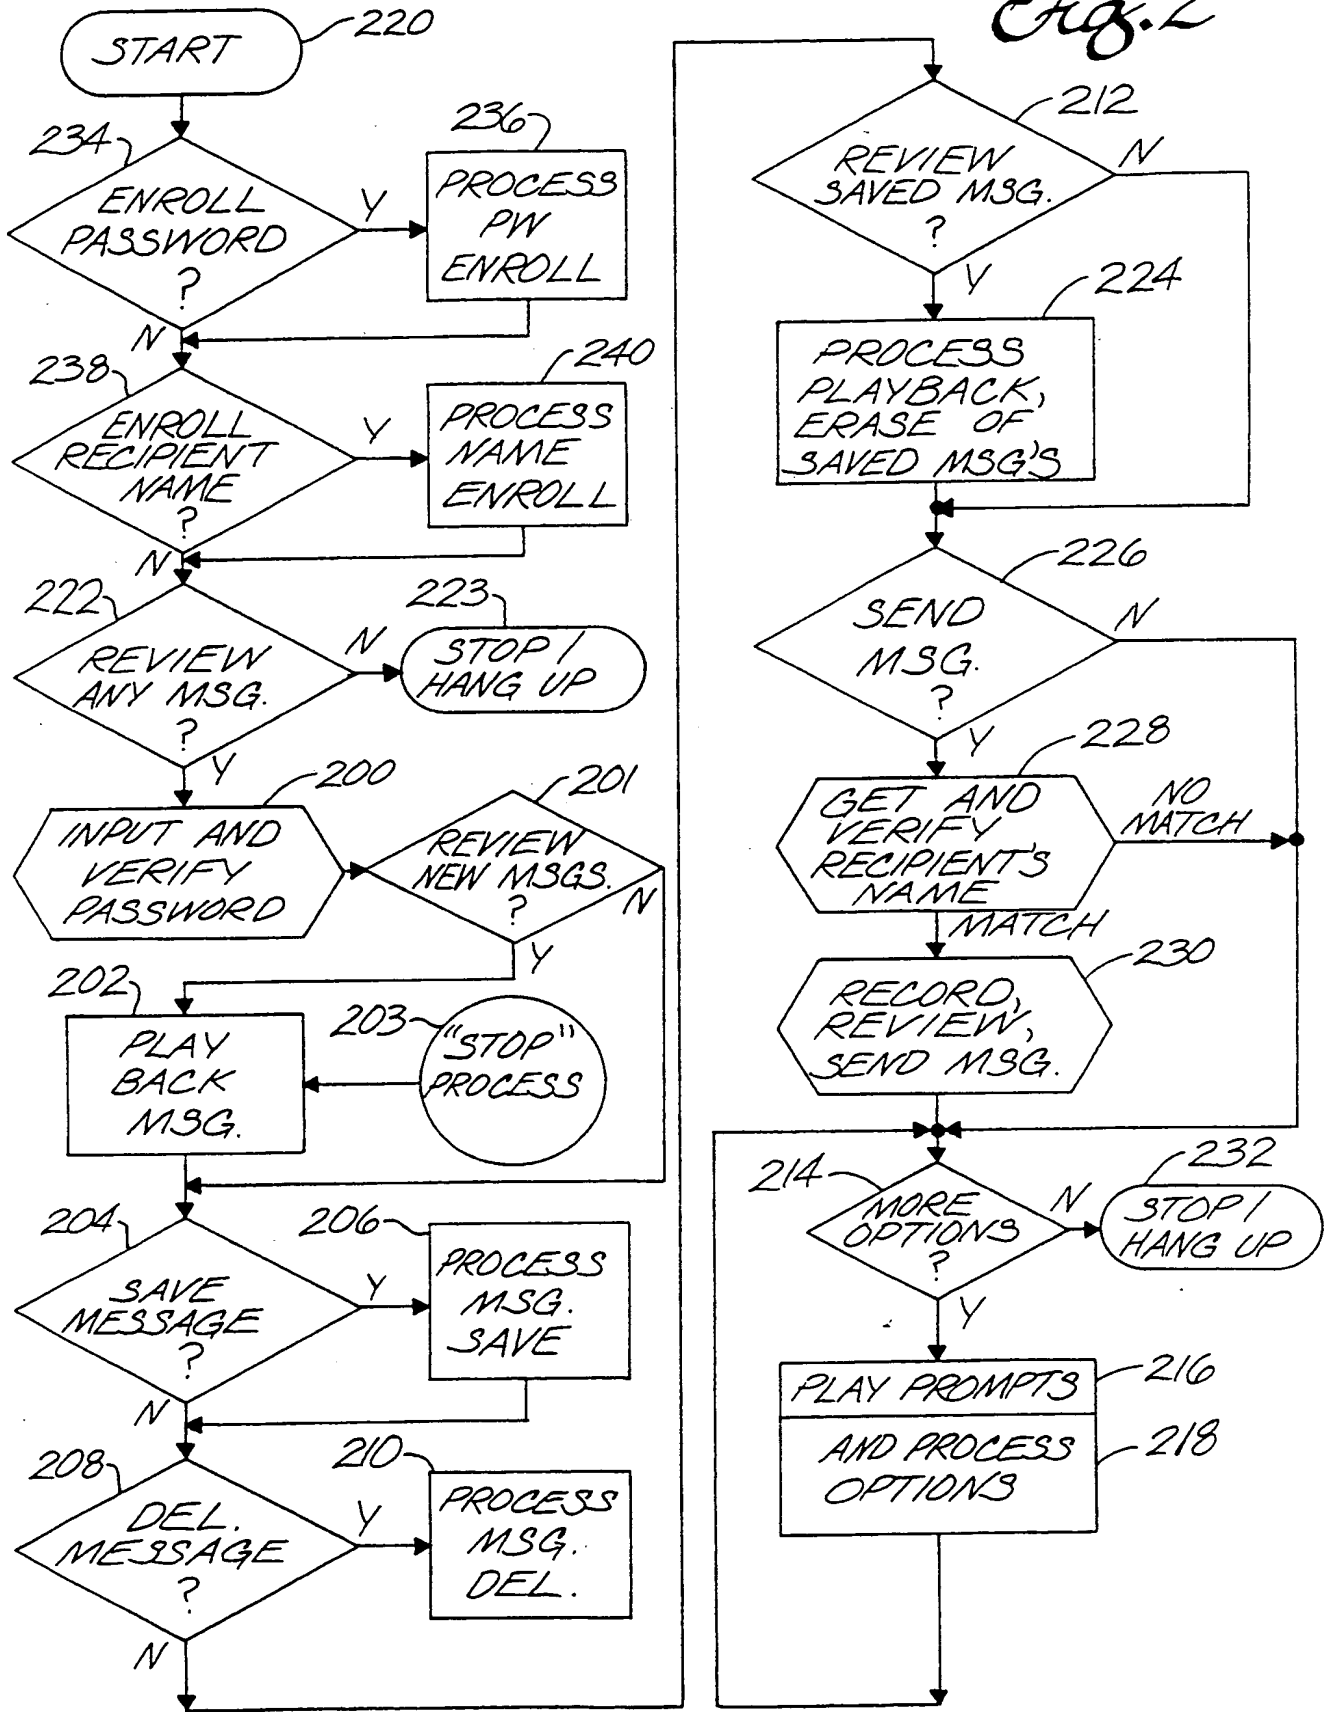 Fig. 2
START
220
234
ENROLL
PASSWORD
?
Y
N
236
PROCESS
PW
ENROLL
238
ENROLL
RECIPIENT
NAME
?
Y
N
240
PROCESS
NAME
ENROLL
222
REVIEW
ANY MSG.
?
N
Y
223
STOP /
HANG UP
200
INPUT AND
VERIFY
PASSWORD
201
REVIEW
NEW MSGS.
?
N
Y
202
PLAY
BACK
MSG.
203
"STOP"
PROCESS
204
SAVE
MESSAGE
?
Y
N
206
PROCESS
MSG.
SAVE
208
DEL.
MESSAGE
?
Y
N
210
PROCESS
MSG.
DEL.
212
REVIEW
SAVED MSG.
?
N
Y
224
PROCESS
PLAYBACK,
ERASE OF
SAVED MSG'S
226
SEND
MSG.
?
N
Y
228
GET AND
VERIFY
RECIPIENT'S
NAME
NO
MATCH
MATCH
230
RECORD,
REVIEW,
SEND MSG.
214
MORE
OPTIONS
?
N
Y
232
STOP /
HANG UP
PLAY PROMPTS
216
AND PROCESS
OPTIONS
218